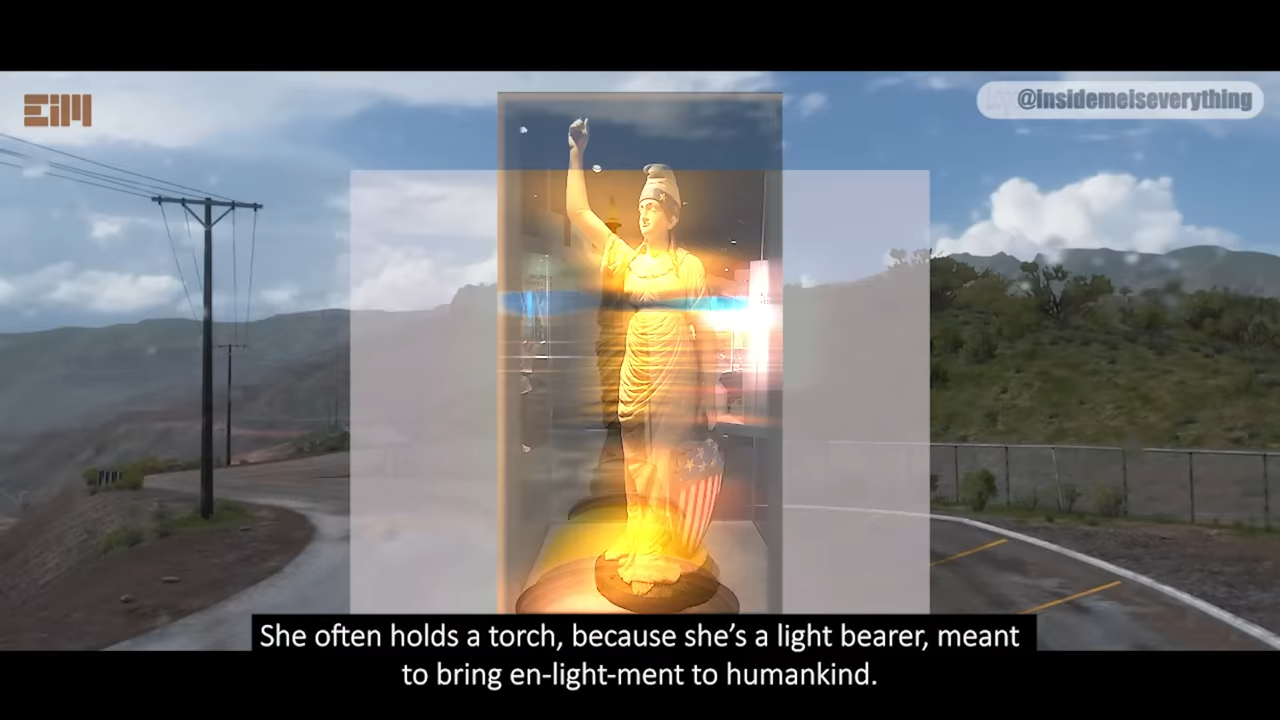 EiM
@insidemeiseverything
She often holds a torch, because she's a light bearer, meant
to bring en-light-ment to humankind.